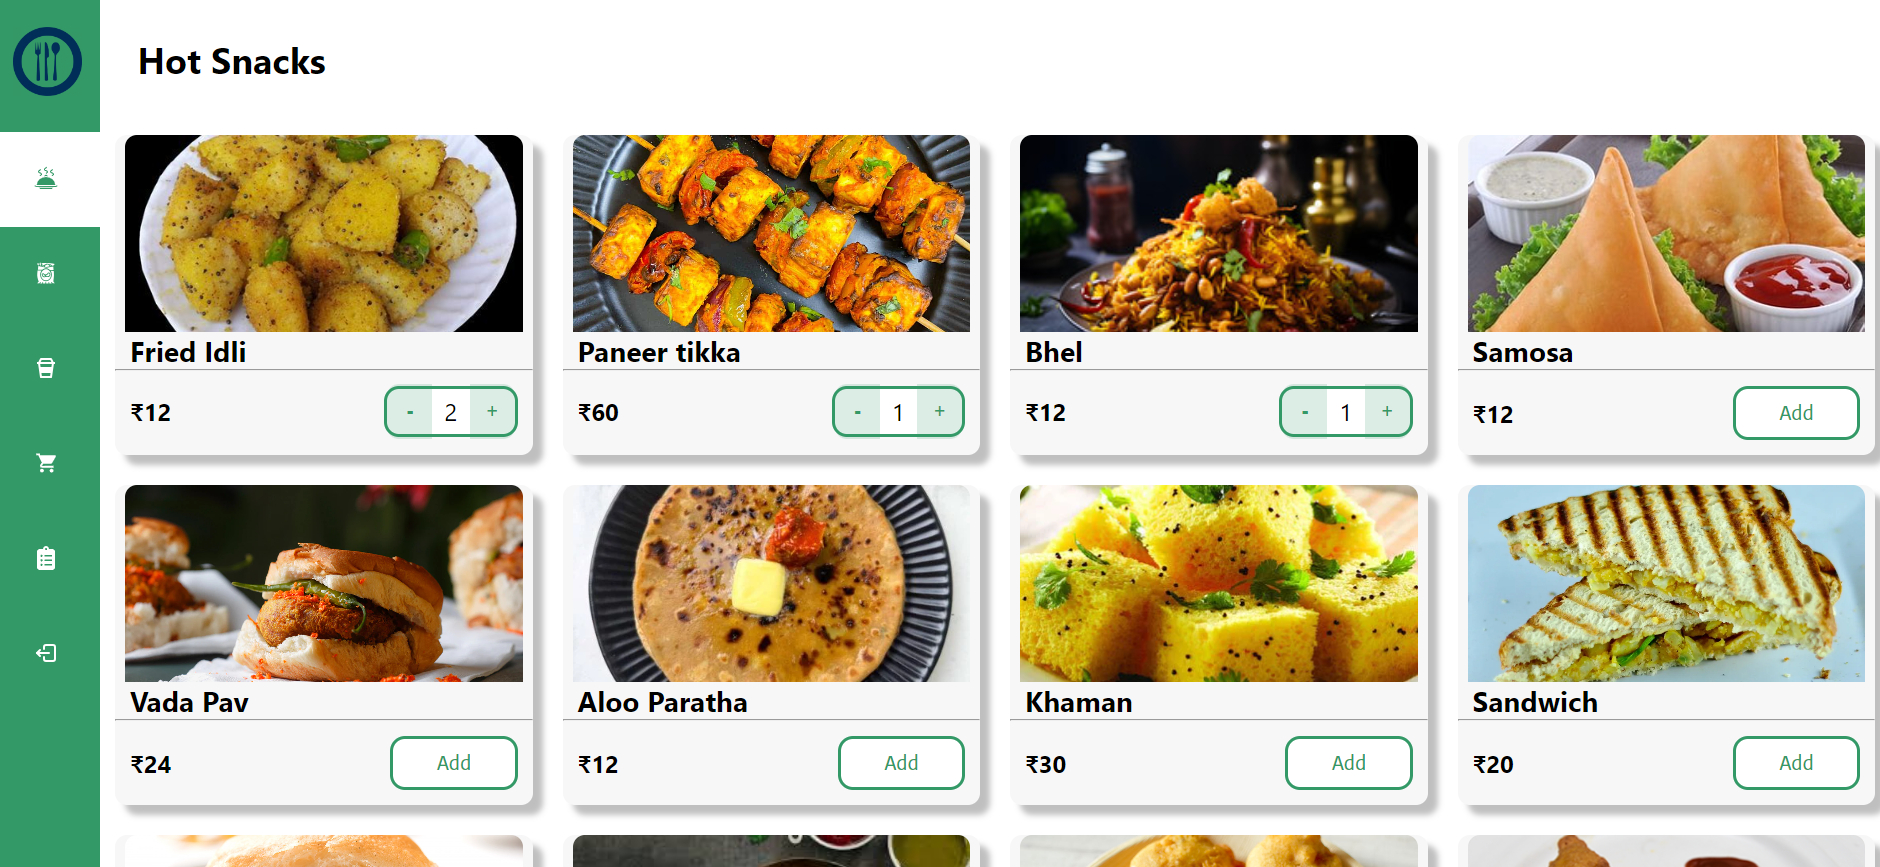 Hot Snacks
Fried Idli
₹12
- 2 +
Paneer tikka
₹60
- 1 +
Bhel
₹12
- 1 +
Samosa
₹12
Add
Vada Pav
₹24
Add
Aloo Paratha
₹12
Add
Khaman
₹30
Add
Sandwich
₹20
Add